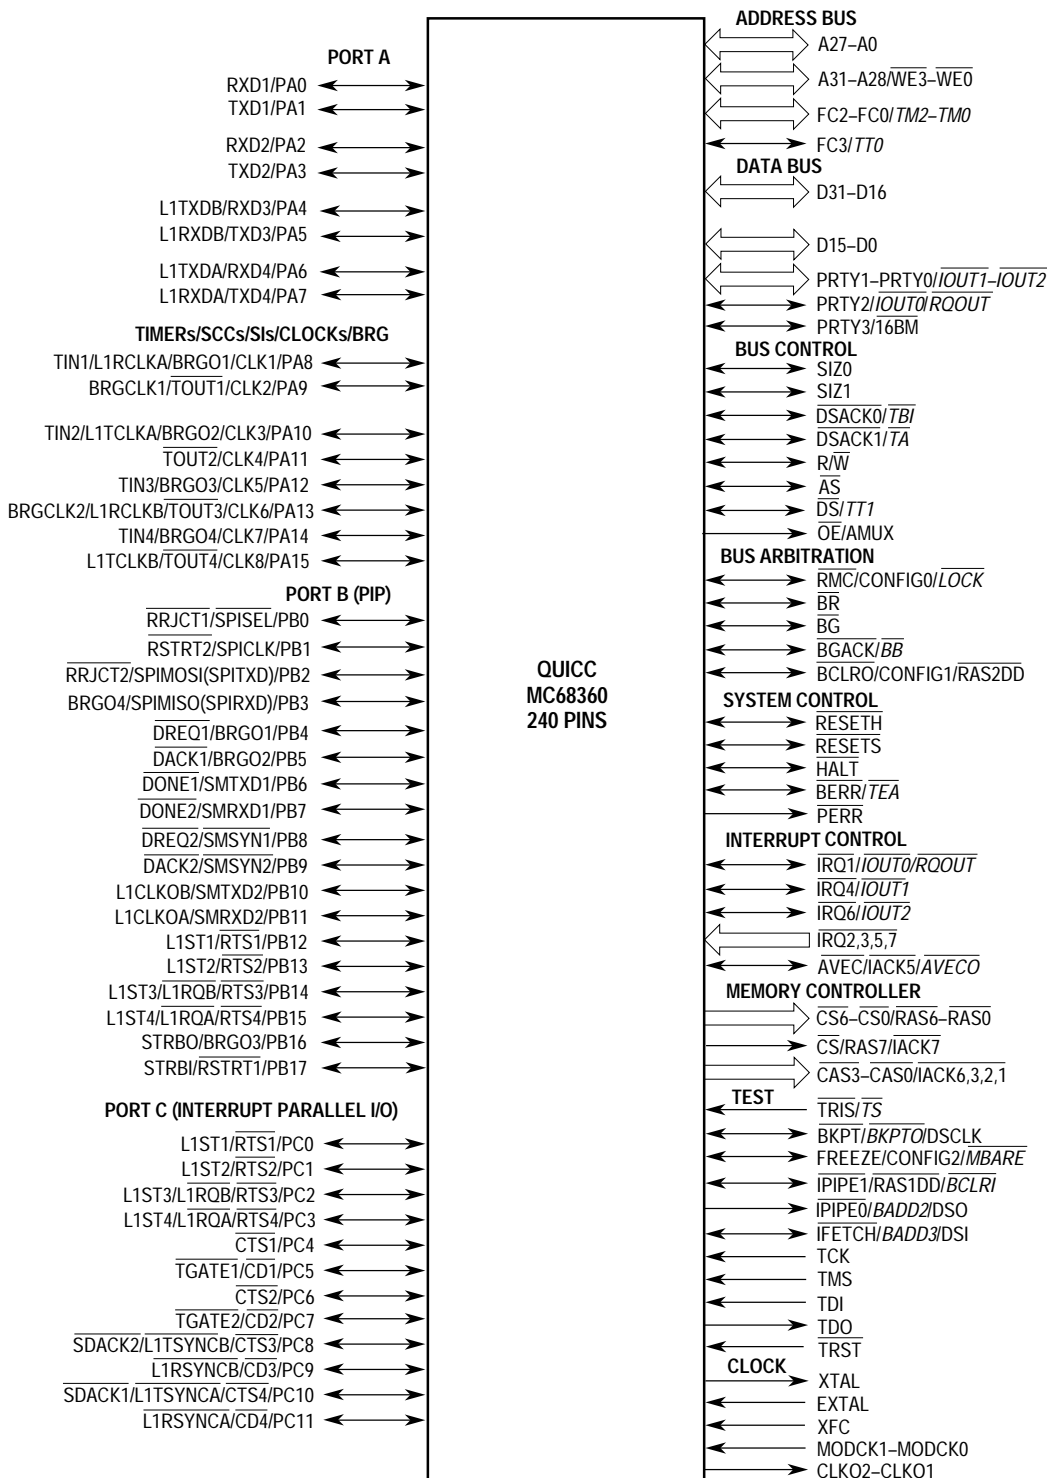 PORT A
RXD1/PA0
TXD1/PA1
RXD2/PA2
TXD2/PA3
L1TXDB/RXD3/PA4
L1RXDB/TXD3/PA5
L1TXDA/RXD4/PA6
L1RXDA/TXD4/PA7
TIMERs/SCCs/SIs/CLOCKs/BRG
TIN1/L1RCLKA/BRGO1/CLK1/PA8
BRGCLK1/TOUT1/CLK2/PA9
TIN2/L1TCLKA/BRGO2/CLK3/PA10
TOUT2/CLK4/PA11
TIN3/BRGO3/CLK5/PA12
BRGCLK2/L1RCLKB/TOUT3/CLK6/PA13
TIN4/BRGO4/CLK7/PA14
L1TCLKB/TOUT4/CLK8/PA15
PORT B (PIP)
RRJCT1/SPISEL/PB0
RSTRT2/SPICLK/PB1
RRJCT2/SPIMOSI(SPITXD)/PB2
BRGO4/SPIMISO(SPIRXD)/PB3
DREQ1/BRGO1/PB4
DACK1/BRGO2/PB5
DONE1/SMTXD1/PB6
DONE2/SMRXD1/PB7
DREQ2/SMSYN1/PB8
DACK2/SMSYN2/PB9
L1CLKOB/SMTXD2/PB10
L1CLKOA/SMRXD2/PB11
L1ST1/RTS1/PB12
L1ST2/RTS2/PB13
L1ST3/L1RQB/RTS3/PB14
L1ST4/L1RQA/RTS4/PB15
STRBO/BRGO3/PB16
STRBI/RSTRT1/PB17
PORT C (INTERRUPT PARALLEL I/O)
L1ST1/RTS1/PC0
L1ST2/RTS2/PC1
L1ST3/L1RQB/RTS3/PC2
L1ST4/L1RQA/RTS4/PC3
CTS1/PC4
TGATE1/CD1/PC5
CTS2/PC6
TGATE2/CD2/PC7
SDACK2/L1TSYNCB/CTS3/PC8
L1RSYNCB/CD3/PC9
SDACK1/L1TSYNCA/CTS4/PC10
L1RSYNCA/CD4/PC11
QUICC
MC68360
240 PINS
ADDRESS BUS
A27–A0
A31–A28/WE3–WE0
FC2–FC0/TM2–TM0
FC3/TT0
DATA BUS
D31–D16
D15–D0
PRTY1–PRTY0/IOUT1–IOUT2
PRTY2/IOUT0/RQOUT
PRTY3/16BM
BUS CONTROL
SIZ0
SIZ1
DSACK0/TBI
DSACK1/TA
R/W
AS
DS/TT1
OE/AMUX
BUS ARBITRATION
RMC/CONFIG0/LOCK
BR
BG
BGACK/BB
BCLRO/CONFIG1/RAS2DD
SYSTEM CONTROL
RESETH
RESETS
HALT
BERR/TEA
PERR
INTERRUPT CONTROL
IRQ1/IOUT0/RQOUT
IRQ4/IOUT1
IRQ6/IOUT2
IRQ2,3,5,7
AVEC/IACK5/AVECO
MEMORY CONTROLLER
CS6–CS0/RAS6–RAS0
CS/RAS7/IACK7
CAS3–CAS0/IACK6,3,2,1
TEST
TRIS/TS
BKPT/BKPTO/DSCLK
FREEZE/CONFIG2/MBARE
IPIPE1/RAS1DD/BCLRI
IPIPE0/BADD2/DSO
IFETCH/BADD3/DSI
TCK
TMS
TDI
TDO
TRST
CLOCK
XTAL
EXTAL
XFC
MODCK1–MODCK0
CLKO2–CLKO1